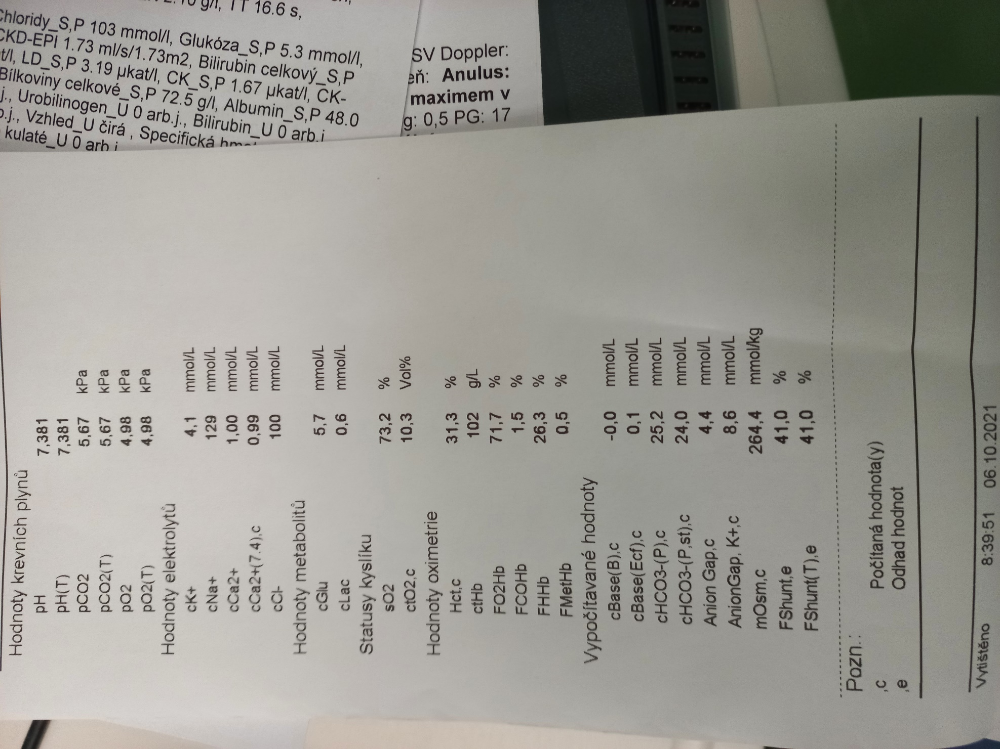 g/l, TT 16.6 s,
Chloridy_S,P 103 mmol/l, Glukóza_S,P 5.3 mmol/l,
CKD-EPI 1.73 ml/s/1.73m2, Bilirubin celkový_S,P
LD_S,P 3.19 µkat/l, CK_S,P 1.67 µkat/l, CK-
Bílkoviny celkové_S,P 72.5 g/l, Albumin_S,P 48.0
j., Urobilinogen_U 0 arb.j., Bilirubin_U 0 arb.j
b.j., Vzhled_U čirá , Specifická
kulaté_U 0 arb.j
SV Doppler:
eň: Anulus:
maximem v
g: 0,5 PG: 17
Hodnoty krevních plynů
pH 7,381
pH(T) 7,381
pCO2 5,67 kPa
pCO2(T) 5,67 kPa
pO2 4,98 kPa
pO2(T) 4,98 kPa
Hodnoty elektrolytů
cK+ 4,1 mmol/L
cNa+ 129 mmol/L
cCa2+ 1,00 mmol/L
cCa2+(7.4),c 0,99 mmol/L
cCl- 100 mmol/L
Hodnoty metabolitů
cGlu 5,7 mmol/L
cLac 0,6 mmol/L
Statusy kyslíku
sO2 73,2 %
ctO2,c 10,3 Vol%
Hodnoty oximetrie
Hct,c 31,3 %
ctHb 102 g/L
FO2Hb 71,7 %
FCOHb 1,5 %
FHHb 26,3 %
FMetHb 0,5 %
Vypočítavané hodnoty
cBase(B),c -0,0 mmol/L
cBase(Ecf),c 0,1 mmol/L
cHCO3-(P),c 25,2 mmol/L
cHCO3-(P,st),c 24,0 mmol/L
Anion Gap,c 4,4 mmol/L
AnionGap, K+,c 8,6 mmol/L
mOsm,c 264,4 mmol/kg
FShunt,e 41,0 %
FShunt(T),e 41,0 %
Pozn.:
,c Počítaná hodnota(y)
,e Odhad hodnot
Vytištěno 8:39:51 06.10.2021